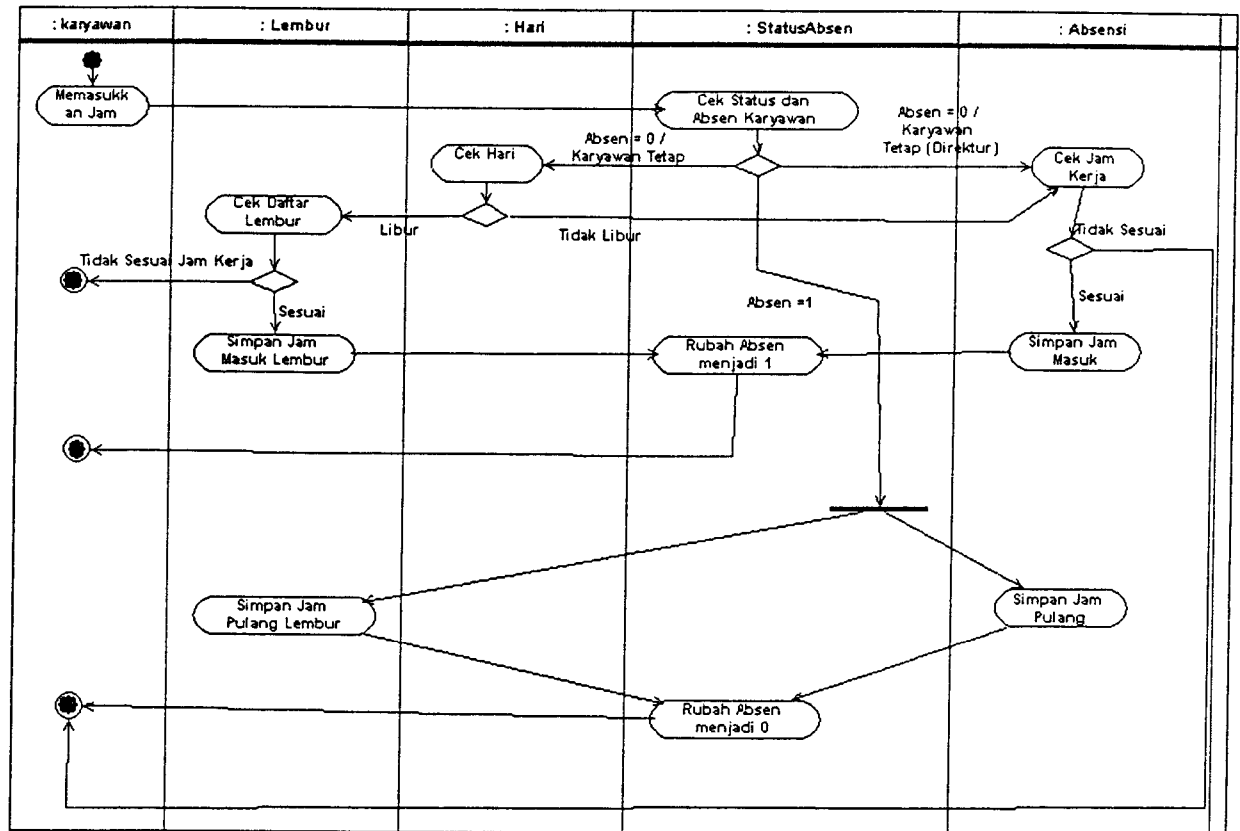 : karyawan
: Lembur
: Hari
: StatusAbsen
: Absensi
Memasukk
an Jam
Cek Status dan
Absen Karyawan
Absen = 0 /
Karyawan
Tetap (Direktur)
Absen = 0 /
Karyawan Tetap
Cek Hari
Cek Jam
Kerja
Cek Daftar
Lembur
Libur
Tidak Libur
Tidak Sesuai
Tidak Sesuai Jam Kerja
Sesuai
Absen =1
Sesuai
Simpan Jam
Masuk Lembur
Rubah Absen
menjadi 1
Simpan Jam
Masuk
Simpan Jam
Pulang Lembur
Simpan Jam
Pulang
Rubah Absen
menjadi 0